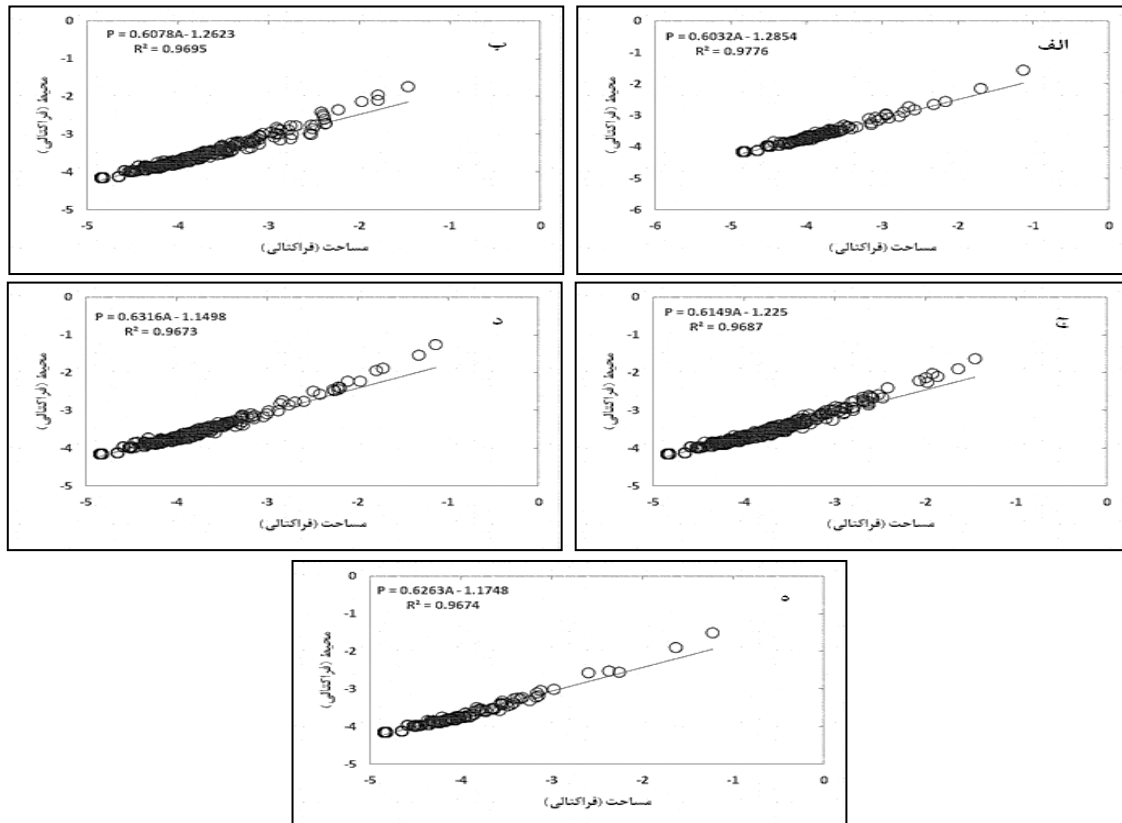 الف
P = 0.6032A - 1.2854
R² = 0.9776
0
-1
-2
-3
-4
-5
-6
-6 -5 -4 -3 -2 -1 0
محیط (فراکتالی)
مساحت (فراکتالی)
ب
P = 0.6078A - 1.2623
R² = 0.9695
0
-1
-2
-3
-4
-5
-5 -4 -3 -2 -1 0
محیط (فراکتالی)
مساحت (فراکتالی)
ج
P = 0.6149A - 1.225
R² = 0.9687
0
-1
-2
-3
-4
-5
-5 -4 -3 -2 -1 0
محیط (فراکتالی)
مساحت (فراکتالی)
د
P = 0.6316A - 1.1498
R² = 0.9673
0
-1
-2
-3
-4
-5
-5 -4 -3 -2 -1 0
محیط (فراکتالی)
مساحت (فراکتالی)
ه
P = 0.6263A - 1.1748
R² = 0.9674
0
-1
-2
-3
-4
-5
-5 -4 -3 -2 -1 0
محیط (فراکتالی)
مساحت (فراکتالی)